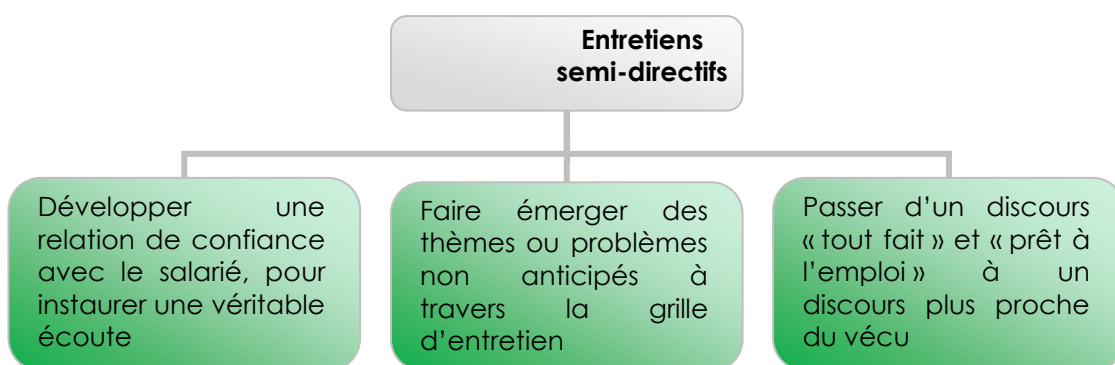 Entretiens
semi-directifs
Développer une
relation de confiance
avec le salarié, pour
instaurer une véritable
écoute
Faire émerger des
thèmes ou problèmes
non anticipés à
travers la grille
d’entretien
Passer d’un discours
« tout fait » et « prêt à
l’emploi » à un
discours plus proche
du vécu